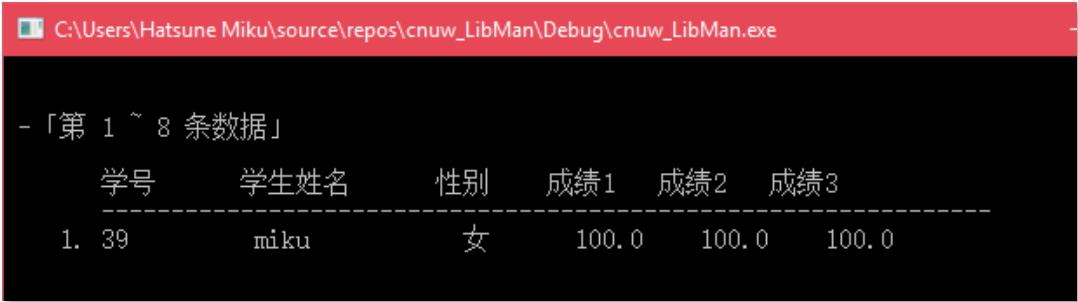 C:\Users\Hatsune Miku\source\repos\cnuw_LibMan\Debug\cnuw_LibMan.exe
-「第 1 ~ 8 条数据」
学号 学生姓名 性别 成绩1 成绩2 成绩3
----------------------------------------------------------------
1. 39 miku 女 100.0 100.0 100.0